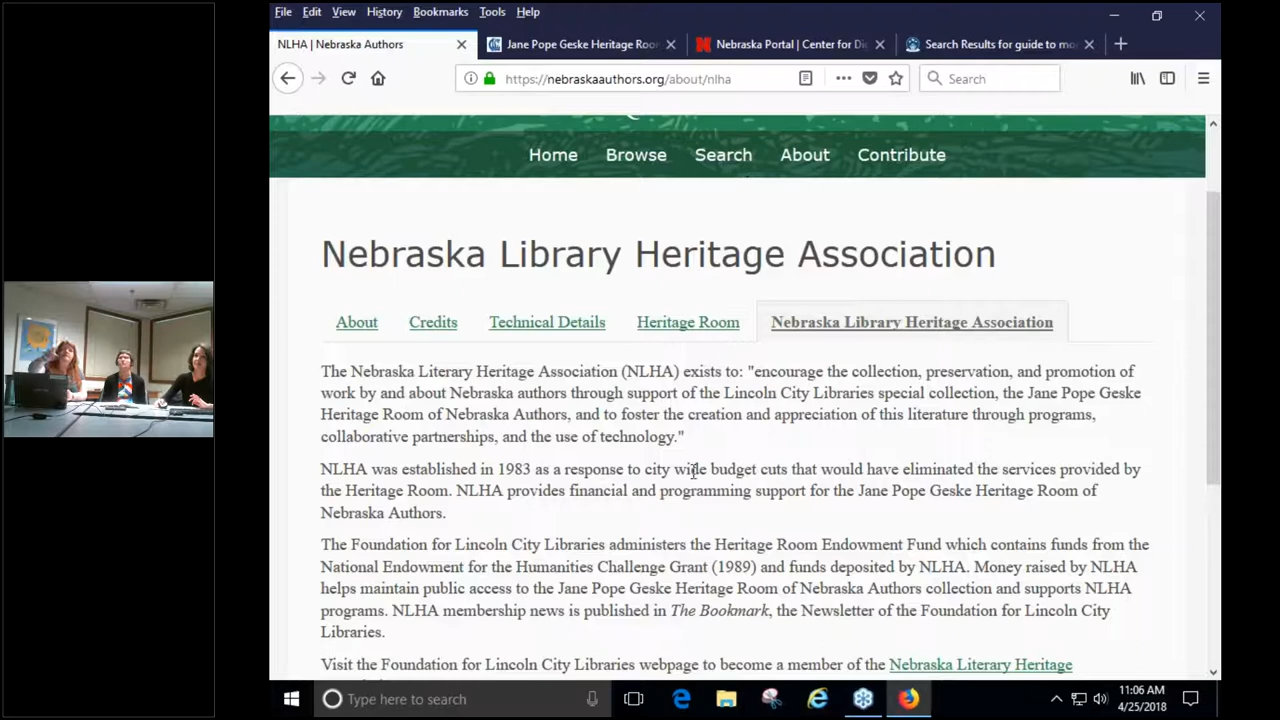 File Edit View History Bookmarks Tools Help
NLHA | Nebraska Authors
Jane Pope Geske Heritage Roo
Nebraska Portal | Center for Di
Search Results for guide to mo
https://nebraskaauthors.org/about/nlha
Search
Home Browse Search About Contribute
Nebraska Library Heritage Association
About Credits Technical Details Heritage Room Nebraska Library Heritage Association
The Nebraska Literary Heritage Association (NLHA) exists to: "encourage the collection, preservation, and promotion of
work by and about Nebraska authors through support of the Lincoln City Libraries special collection, the Jane Pope Geske
Heritage Room of Nebraska Authors, and to foster the creation and appreciation of this literature through programs,
collaborative partnerships, and the use of technology."
NLHA was established in 1983 as a response to city wide budget cuts that would have eliminated the services provided by
the Heritage Room. NLHA provides financial and programming support for the Jane Pope Geske Heritage Room of
Nebraska Authors.
The Foundation for Lincoln City Libraries administers the Heritage Room Endowment Fund which contains funds from the
National Endowment for the Humanities Challenge Grant (1989) and funds deposited by NLHA. Money raised by NLHA
helps maintain public access to the Jane Pope Geske Heritage Room of Nebraska Authors collection and supports NLHA
programs. NLHA membership news is published in The Bookmark, the Newsletter of the Foundation for Lincoln City
Libraries.
Visit the Foundation for Lincoln City Libraries webpage to become a member of the Nebraska Literary Heritage
Type here to search
11:06 AM
4/25/2018